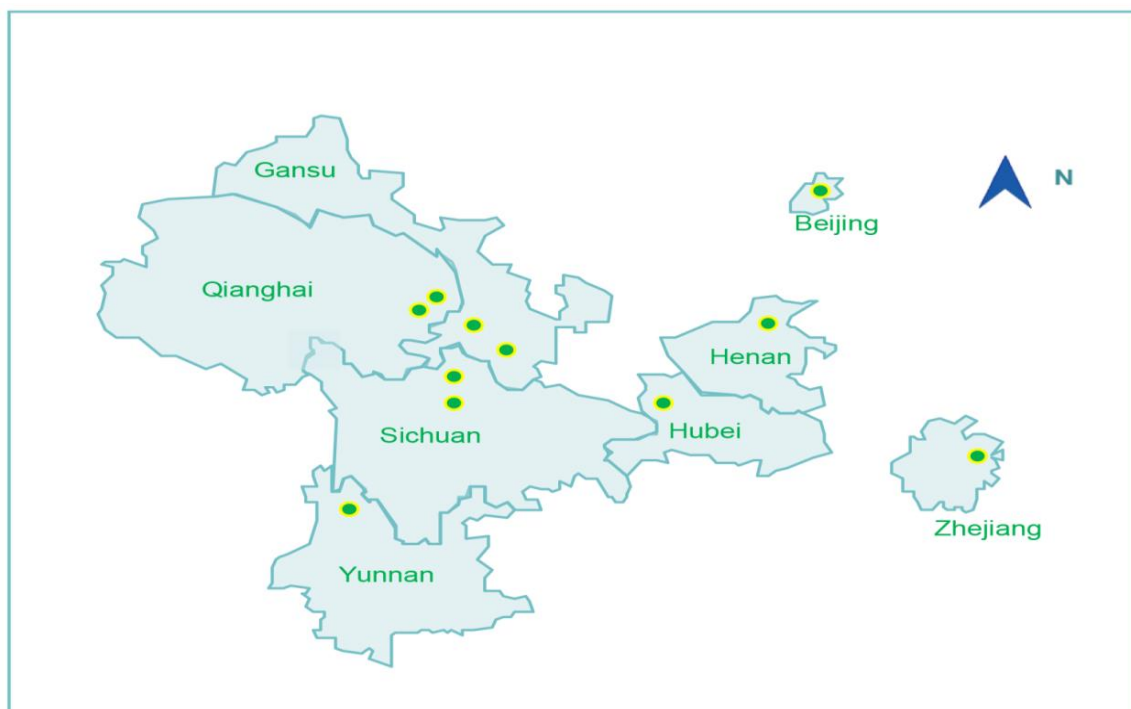 Gansu
N
Beijing
Qianghai
Henan
Sichuan
Hubei
Zhejiang
Yunnan